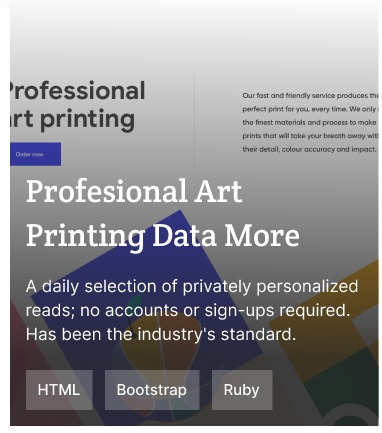 Professional
art printing
Order now
Our fast and friendly service produces the
perfect print for you, every time. We only
the finest materials and process to make
prints that will take your breath away with
their detail, colour accuracy and impact.
Profesional Art
Printing Data More
A daily selection of privately personalized
reads; no accounts or sign-ups required.
Has been the industry's standard.
HTML
Bootstrap
Ruby